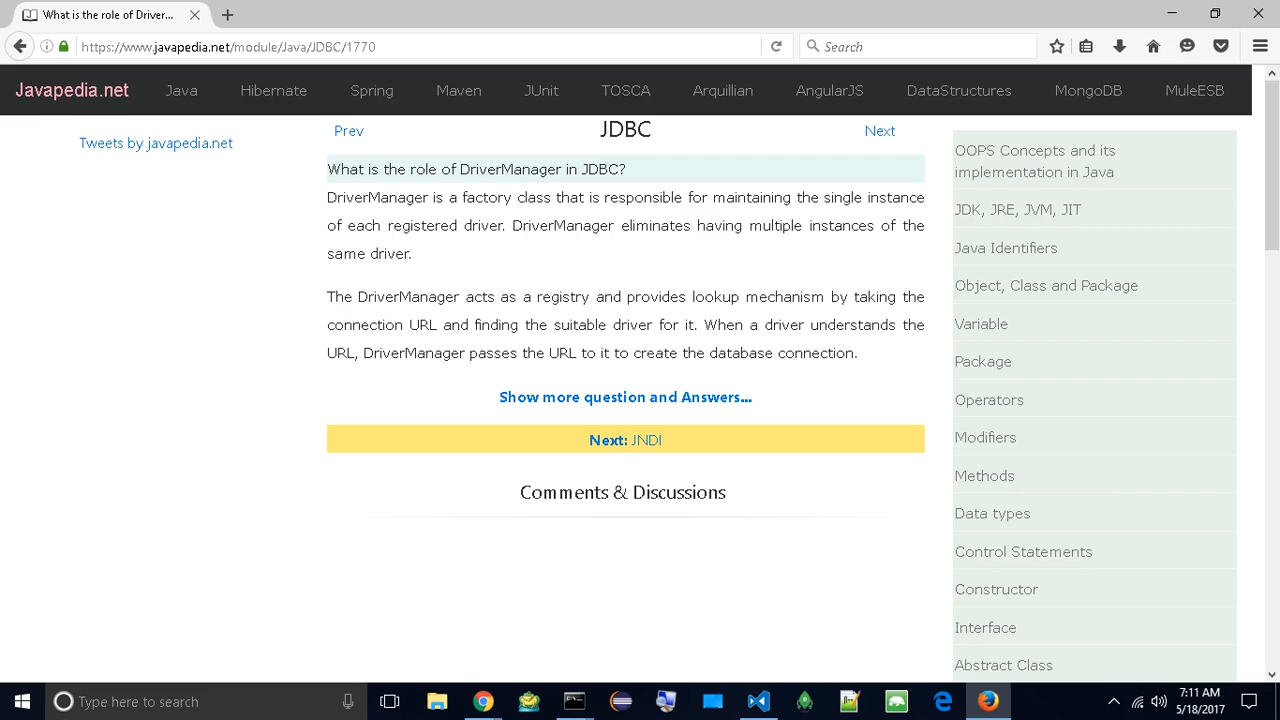 What is the role of Driver...
https://www.javapedia.net/module/Java/JDBC/1770
Search
Javapedia.net
Java
Hibernate
Spring
Maven
JUnit
TOSCA
Arquillian
AngularJS
DataStructures
MongoDB
MuleESB
Tweets by javapedia.net
Prev
JDBC
Next
What is the role of DriverManager in JDBC?
DriverManager is a factory class that is responsible for maintaining the single instance
of each registered driver. DriverManager eliminates having multiple instances of the
same driver.
The DriverManager acts as a registry and provides lookup mechanism by taking the
connection URL and finding the suitable driver for it. When a driver understands the
URL, DriverManager passes the URL to it to create the database connection.
Show more question and Answers...
Next: JNDI
Comments & Discussions
OOPS Concepts and its
implementation in Java
JDK, JRE, JVM, JIT
Java Identifiers
Object, Class and Package
Variable
Package
Operators
Modifiers
Methods
Data types
Control Statements
Constructor
Interface
Abstract Class
Type here to search
7:11 AM
5/18/2017